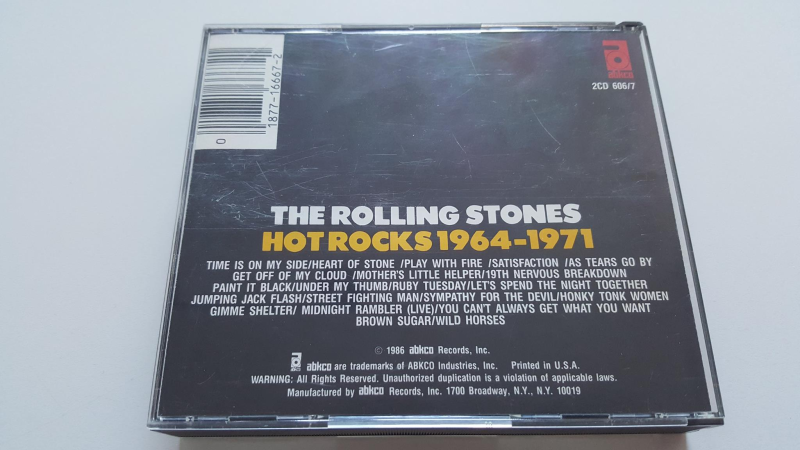 0 1877-16667-2
abkco
2CD 606/7
THE ROLLING STONES
HOT ROCKS 1964-1971
TIME IS ON MY SIDE/HEART OF STONE /PLAY WITH FIRE /SATISFACTION /AS TEARS GO BY
GET OFF OF MY CLOUD /MOTHER'S LITTLE HELPER/19TH NERVOUS BREAKDOWN
PAINT IT BLACK/UNDER MY THUMB/RUBY TUESDAY/LET'S SPEND THE NIGHT TOGETHER
JUMPING JACK FLASH/STREET FIGHTING MAN/SYMPATHY FOR THE DEVIL/HONKY TONK WOMEN
GIMME SHELTER/ MIDNIGHT RAMBLER (LIVE)/YOU CAN'T ALWAYS GET WHAT YOU WANT
BROWN SUGAR/WILD HORSES
© 1986 abkco Records, Inc.
abkco are trademarks of ABKCO Industries, Inc. Printed in U.S.A.
WARNING: All Rights Reserved. Unauthorized duplication is a violation of applicable laws.
Manufactured by abkco Records, Inc. 1700 Broadway, N.Y., N.Y. 10019